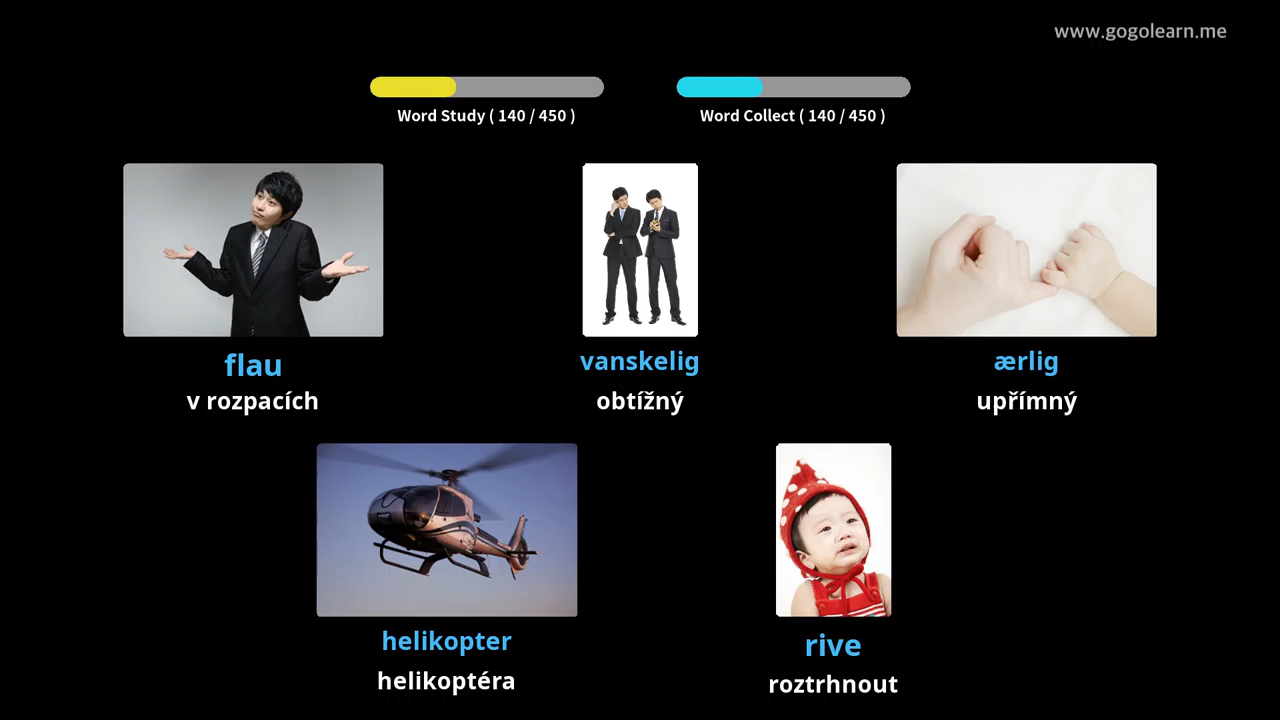 www.gogolearn.me
Word Study ( 140 / 450 )
Word Collect ( 140 / 450 )
flau
v rozpacích
vanskelig
obtížný
ærlig
upřímný
helikopter
helikoptéra
rive
roztrhnout